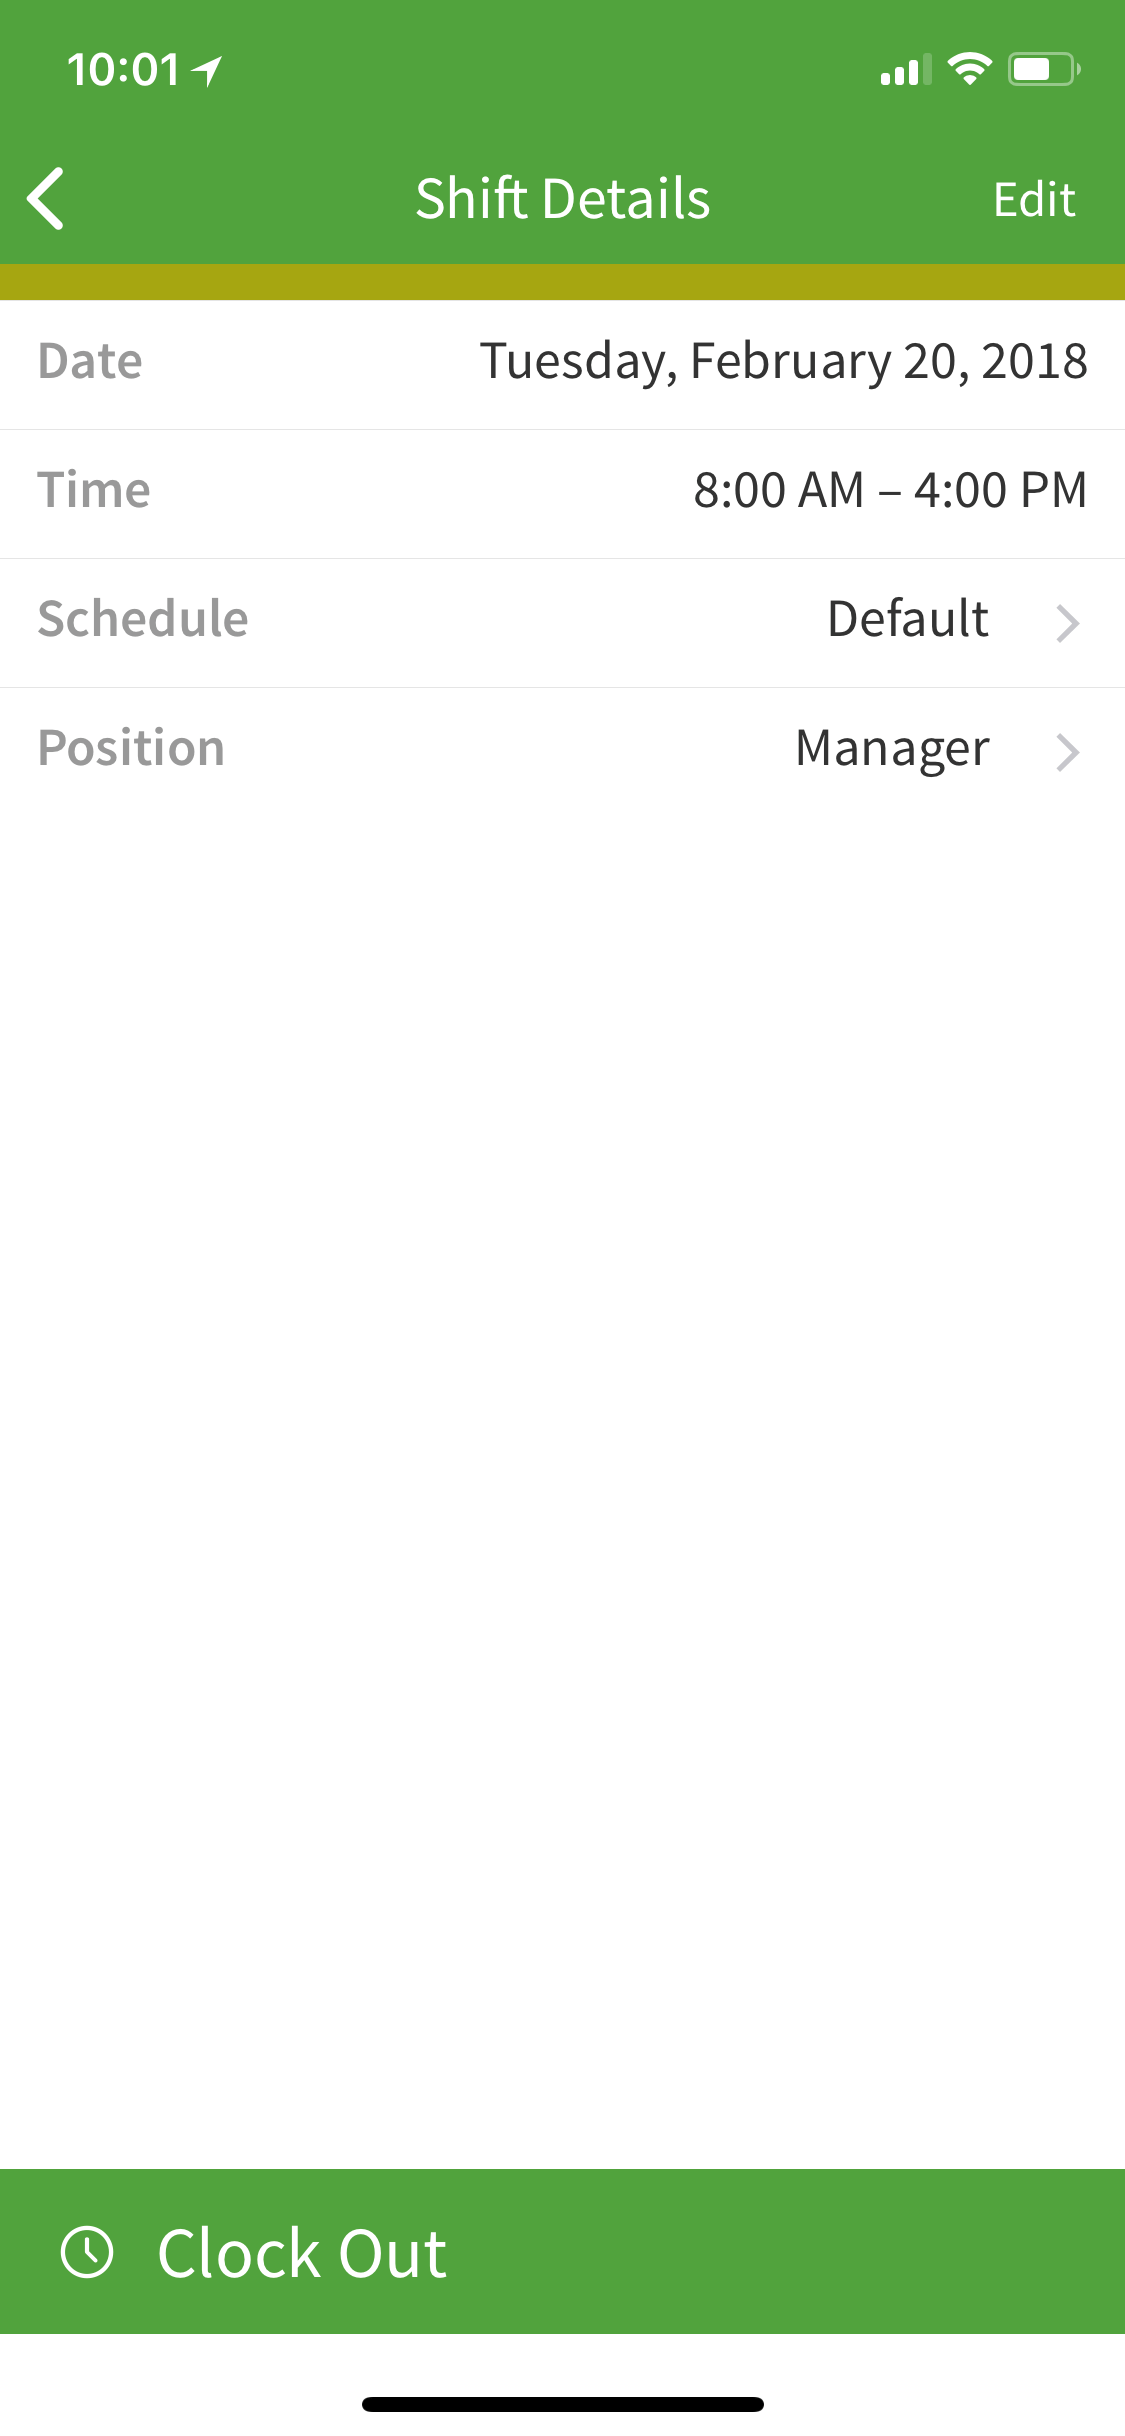 10:01
Shift Details
Edit
Date Tuesday, February 20, 2018
Time 8:00 AM – 4:00 PM
Schedule Default
Position Manager
Clock Out